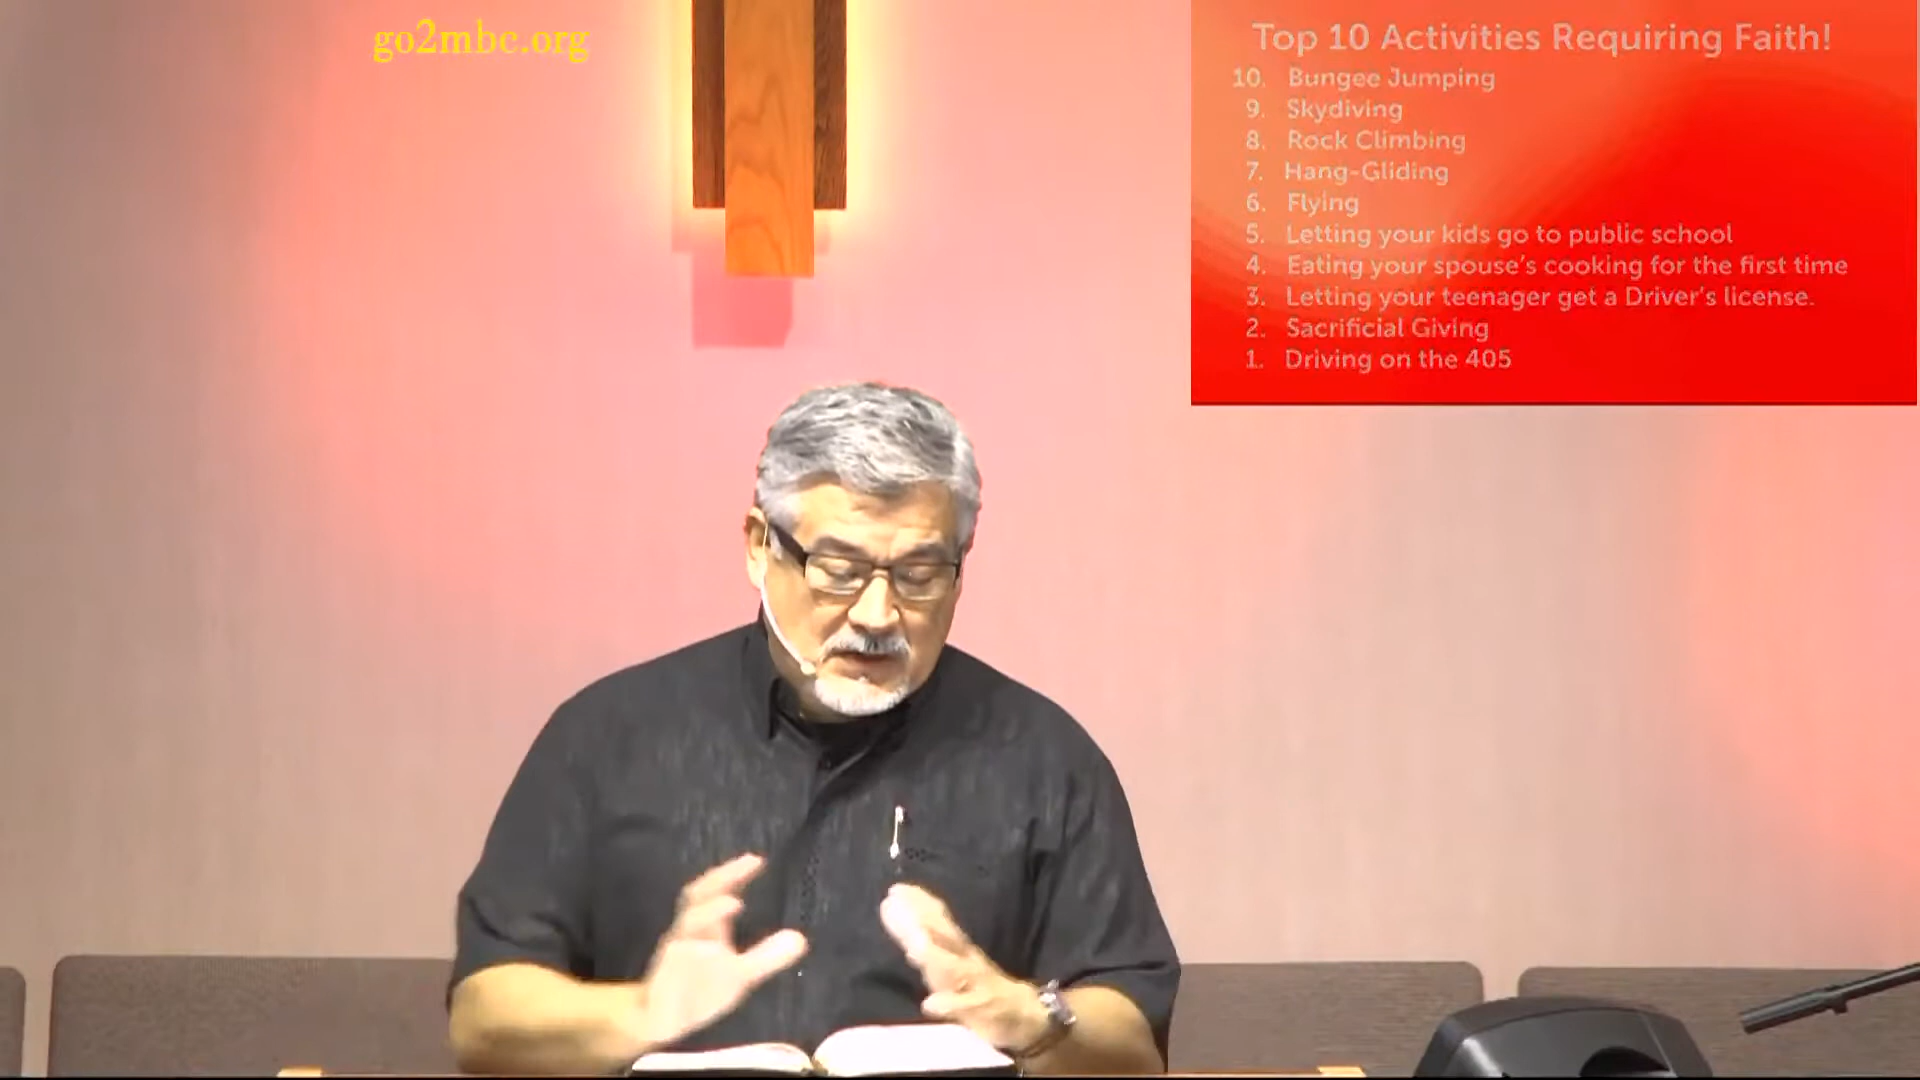 go2mbc.org
Top 10 Activities Requiring Faith!
10. Bungee Jumping
9. Skydiving
8. Rock Climbing
7. Hang-Gliding
6. Flying
5. Letting your kids go to public school
4. Eating your spouse's cooking for the first time
3. Letting your teenager get a Driver's license.
2. Sacrificial Giving
1. Driving on the 405